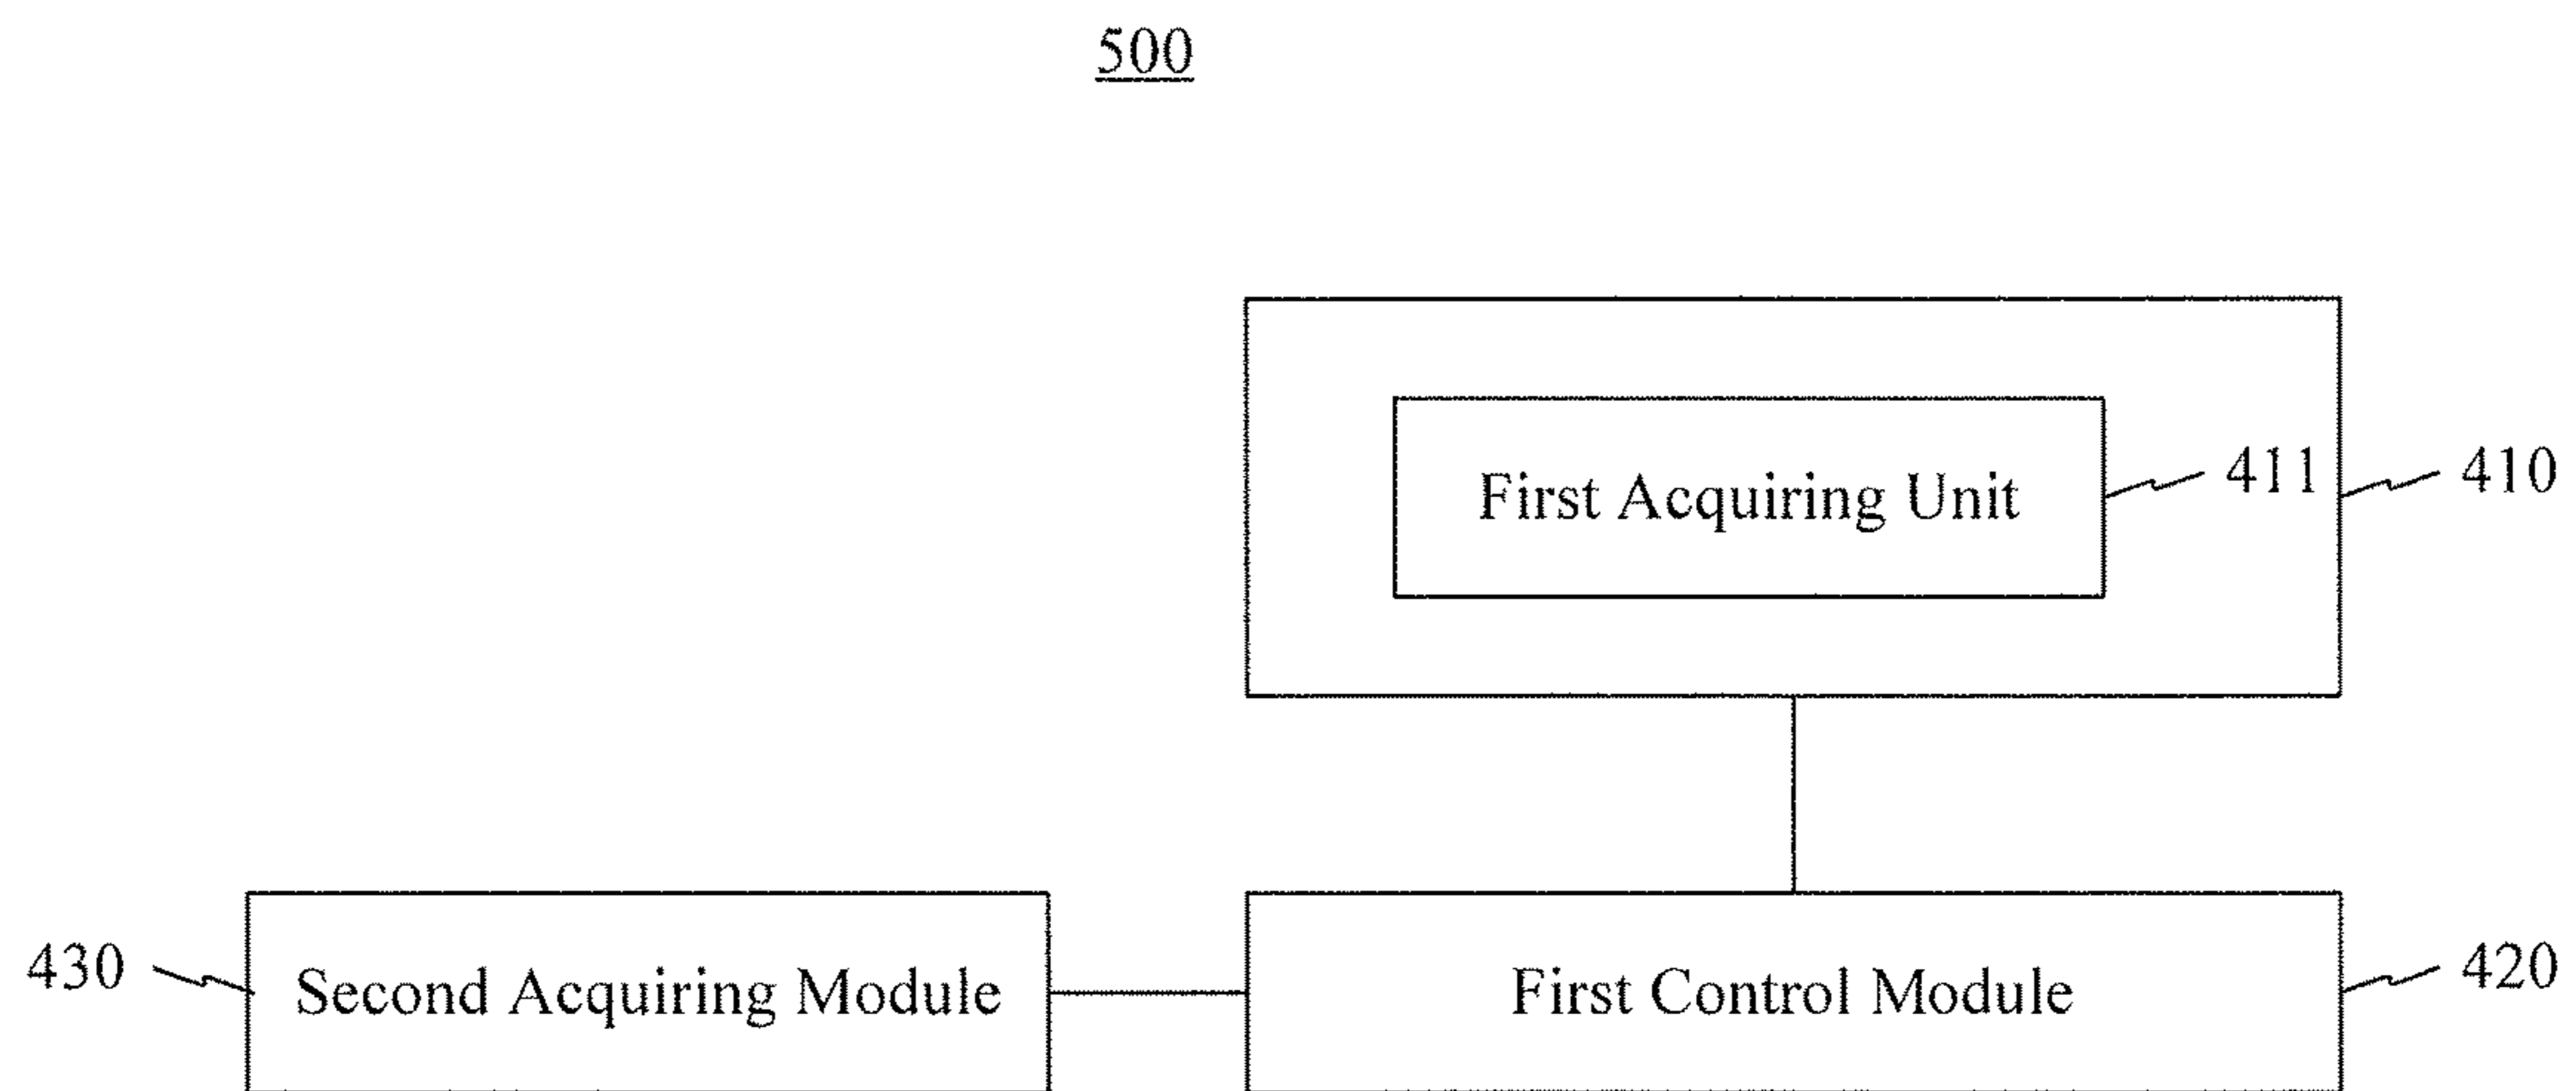 500
First Acquiring Unit
411
410
430
Second Acquiring Module
First Control Module
420